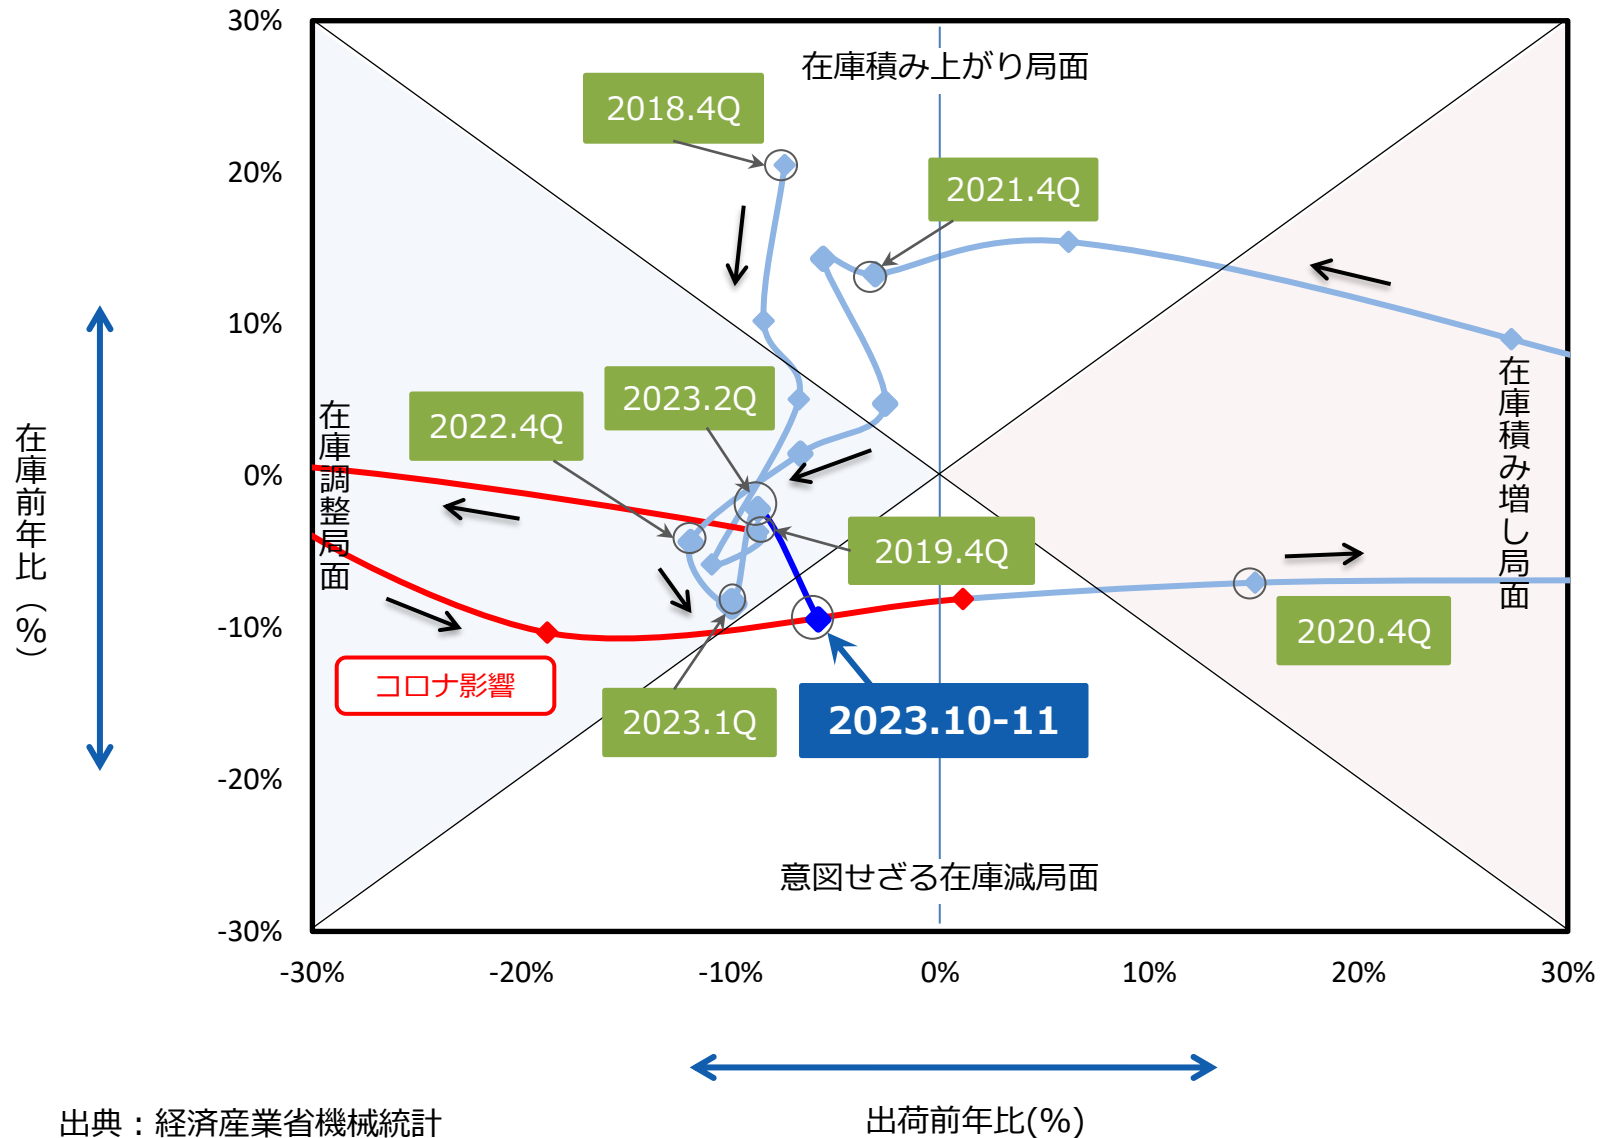 30%
在庫積み上がり局面
2018.4Q
20%
2021.4Q
10%
在庫前年比（%）
在庫調整局面
在庫積み増し局面
2023.2Q
2022.4Q
0%
2019.4Q
-10%
2020.4Q
コロナ影響
2023.1Q
2023.10-11
-20%
意図せざる在庫減局面
-30%
-30%
-20%
-10%
0%
10%
20%
30%
出荷前年比(%)
出典：経済産業省機械統計